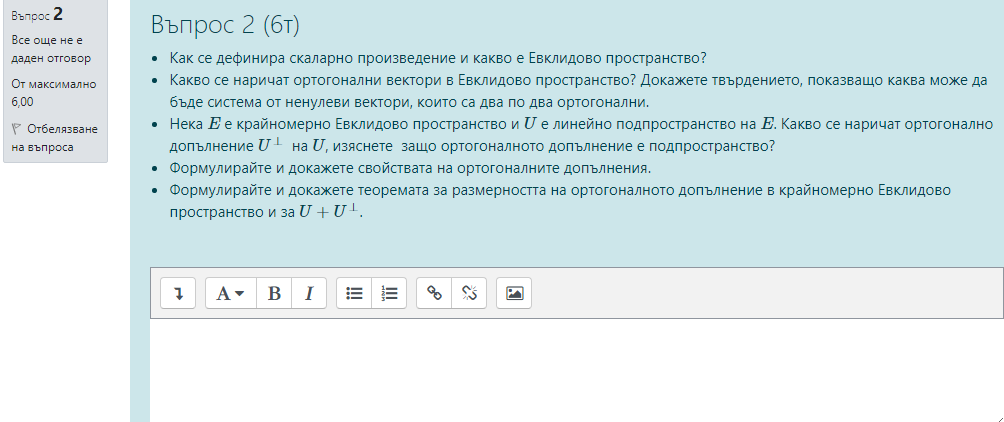 Въпрос 2
Все още не е
даден отговор
От максимално
6,00
Отбелязване
на въпроса
Въпрос 2 (6т)
• Как се дефинира скаларно произведение и какво е Евклидово пространство?
• Какво се наричат ортогонални вектори в Евклидово пространство? Докажете твърдението, показващо каква може да
бъде система от ненулеви вектори, които са два по два ортогонални.
• Нека E е крайномерно Евклидово пространство и U е линейно подпространство на E. Какво се наричат ортогонално
допълнение U⊥ на U, изяснете защо ортогоналното допълнение е подпространство?
• Формулирайте и докажете свойствата на ортогоналните допълнения.
• Формулирайте и докажете теоремата за размерността на ортогоналното допълнение в крайномерно Евклидово
пространство и за U + U⊥.
A B I